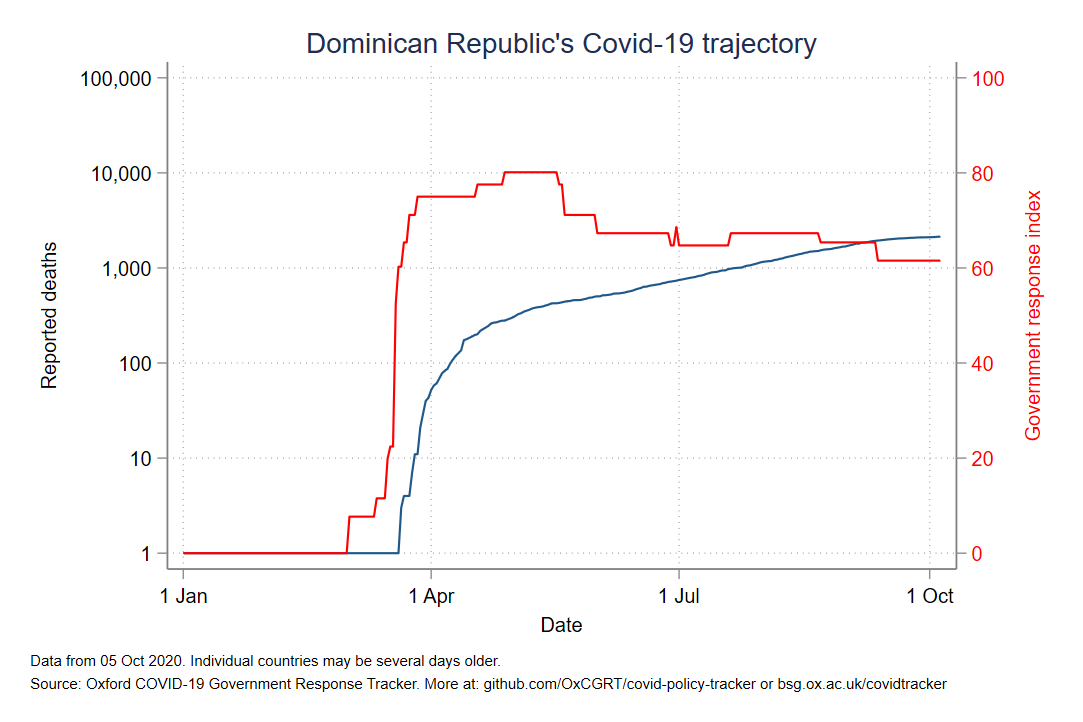 Dominican Republic's Covid-19 trajectory
100,000
10,000
1,000
100
10
1
Reported deaths
100
80
60
40
20
0
Government response index
1 Jan
1 Apr
1 Jul
1 Oct
Date
Data from 05 Oct 2020. Individual countries may be several days older.
Source: Oxford COVID-19 Government Response Tracker. More at: github.com/OxCGRT/covid-policy-tracker or bsg.ox.ac.uk/covidtracker